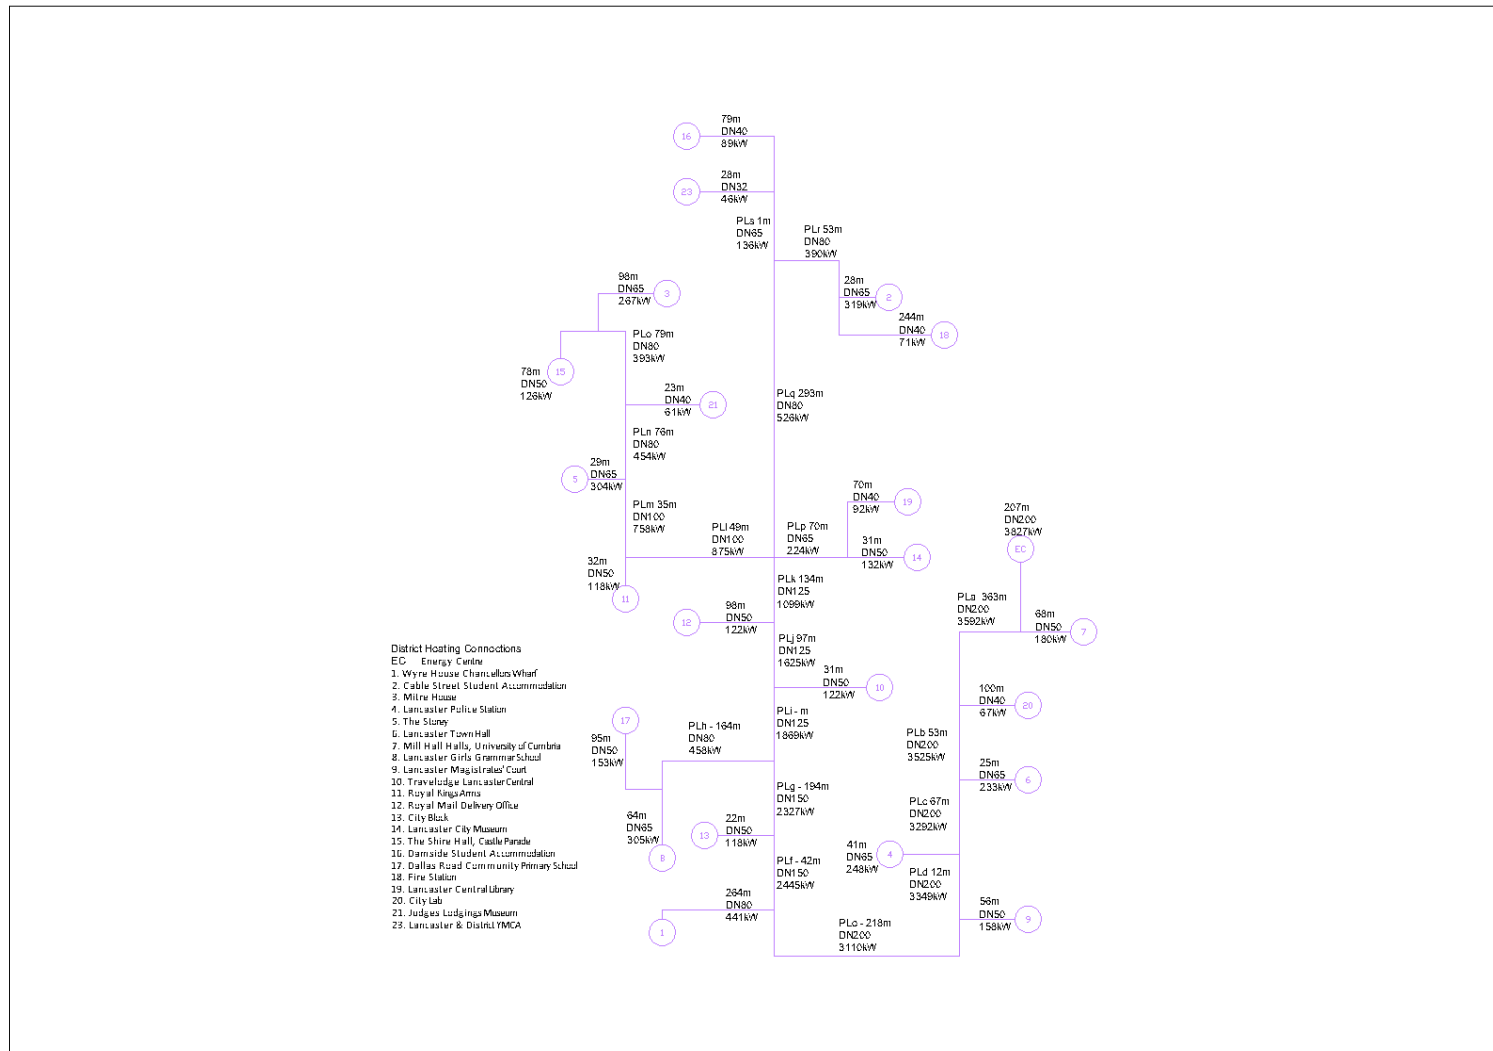 79m
DN40
89kW
16
28m
DN32
46kW
23
PLs 1m
DN65
136kW
PLr 53m
DN80
390kW
98m
DN65
267kW
3
28m
DN65
319kW
2
244m
DN40
71kW
18
PLo 79m
DN80
393kW
78m
DN50
126kW
15
23m
DN40
61kW
21
PLq 293m
DN80
526kW
PLn 76m
DN80
454kW
29m
DN65
304kW
5
70m
DN40
92kW
19
PLm 35m
DN100
758kW
PLl 49m
DN100
875kW
PLp 70m
DN65
224kW
31m
DN50
132kW
14
207m
DN200
3827kW
EC
32m
DN50
118kW
11
PLk 134m
DN125
1099kW
98m
DN50
122kW
12
PLa 363m
DN200
3592kW
68m
DN50
180kW
7
PLj 97m
DN125
1625kW
31m
DN50
122kW
10
District Heating Connections
EC Energy Centre
1. Wyre House Chancellors Wharf
2. Cable Street Student Accommodation
3. Mitre House
4. Lancaster Police Station
5. The Storey
6. Lancaster Town Hall
7. Mill Hall Halls, University of Cumbria
8. Lancaster Girls Grammar School
9. Lancaster Magistrates' Court
10. Travelodge Lancaster Central
11. Royal Kings Arms
12. Royal Mail Delivery Office
13. City Block
14. Lancaster City Museum
15. The Shire Hall, Castle Parade
16. Damside Student Accommodation
17. Dallas Road Community Primary School
18. Fire Station
19. Lancaster Central Library
20. City Lab
21. Judges Lodgings Museum
23. Lancaster & District YMCA
100m
DN40
67kW
20
PLi - m
DN125
1869kW
17
95m
DN50
153kW
PLh - 164m
DN80
458kW
PLb 53m
DN200
3525kW
25m
DN65
233kW
6
PLg - 194m
DN150
2327kW
PLc 67m
DN200
3292kW
64m
DN65
305kW
8
22m
DN50
118kW
13
41m
DN65
248kW
4
PLf - 42m
DN150
2445kW
PLd 12m
DN200
3349kW
264m
DN80
441kW
1
56m
DN50
158kW
9
PLe - 218m
DN200
3110kW